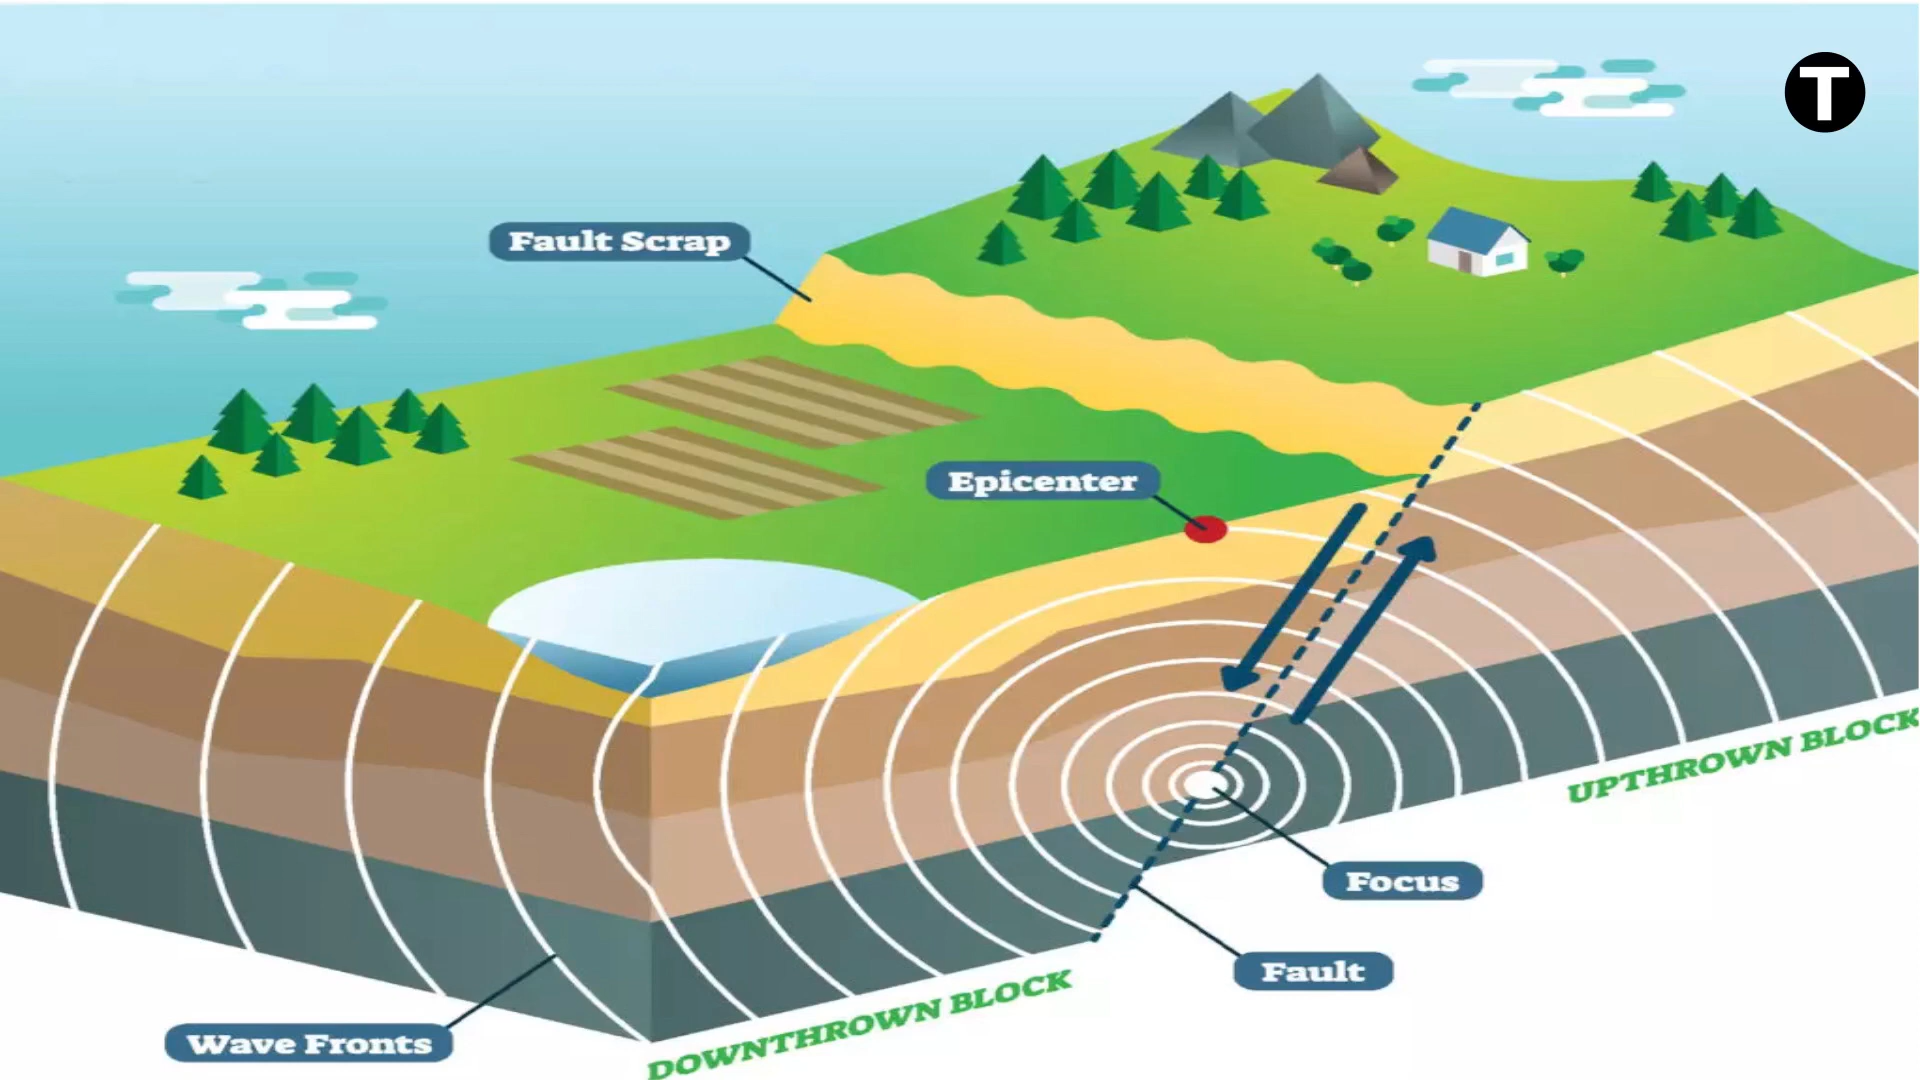 T
Fault Scrap
Epicenter
UPTHROWN BLOCK
Focus
Fault
DOWNTHROWN BLOCK
Wave Fronts